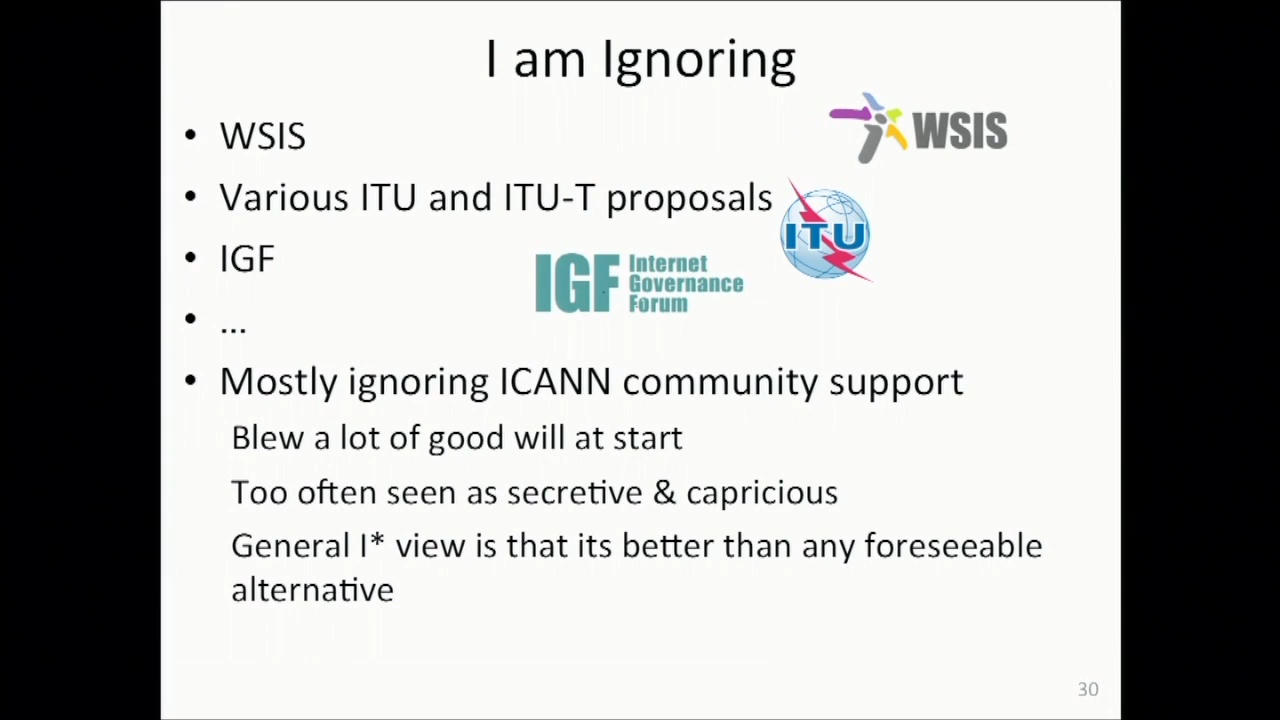 I am Ignoring
• WSIS
WSIS
• Various ITU and ITU-T proposals
ITU
• IGF
IGF Internet
Governance
Forum
• ...
• Mostly ignoring ICANN community support
Blew a lot of good will at start
Too often seen as secretive & capricious
General I* view is that its better than any foreseeable
alternative
30